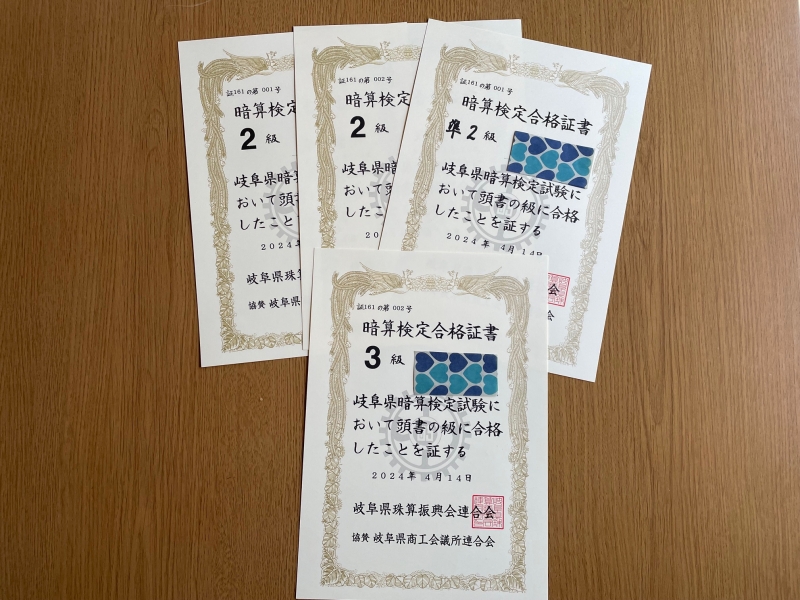 証161の第 001号
暗算検定
2 級
岐阜県暗算
おいて頭書
したこと
2024年
岐阜県珠算
協賛 岐阜県
証161の第 002号
暗算検定
2 級
岐阜県暗
おいて頭
したこと
2024
証161の第 001号
暗算検定合格証書
準2 級
岐阜県暗算検定試験に
おいて頭書の級に合格
したことを証する
2024年 4月14日
会
会
証161の第 002号
暗算検定合格証書
3 級
岐阜県暗算検定試験に
おいて頭書の級に合格
したことを証する
2024年 4月14日
岐阜県珠算振興会連合会
協賛 岐阜県商工会議所連合会